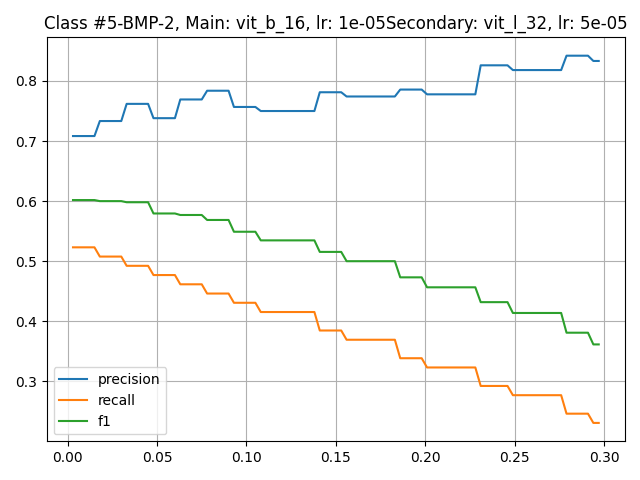 Class #5-BMP-2, Main: vit_b_16, lr: 1e-05Secondary: vit_l_32, lr: 5e-05
0.8
0.7
0.6
0.5
0.4
0.3
precision
recall
f1
0.00 0.05 0.10 0.15 0.20 0.25 0.30